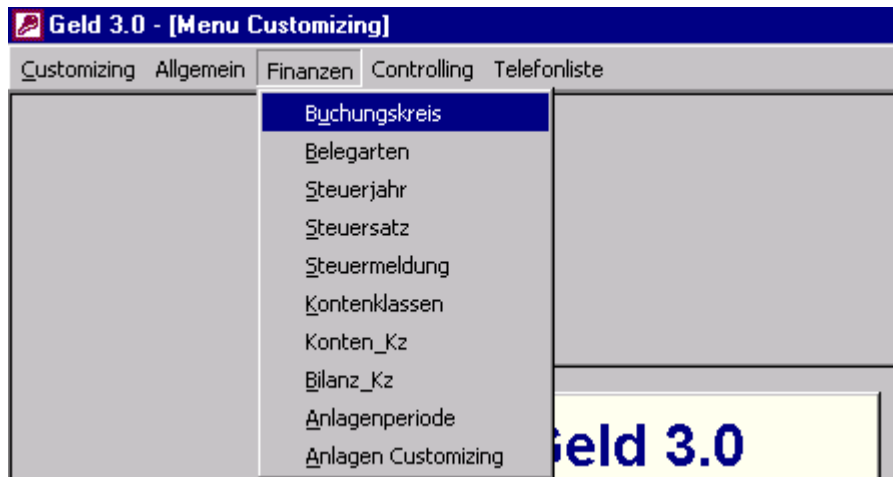 Geld 3.0 - [Menu Customizing]
Customizing Allgemein Finanzen Controlling Telefonliste
Buchungskreis
Belegarten
Steuerjahr
Steuersatz
Steuermeldung
Kontenklassen
Konten_Kz
Bilanz_Kz
Anlagenperiode
Anlagen Customizing
eld 3.0